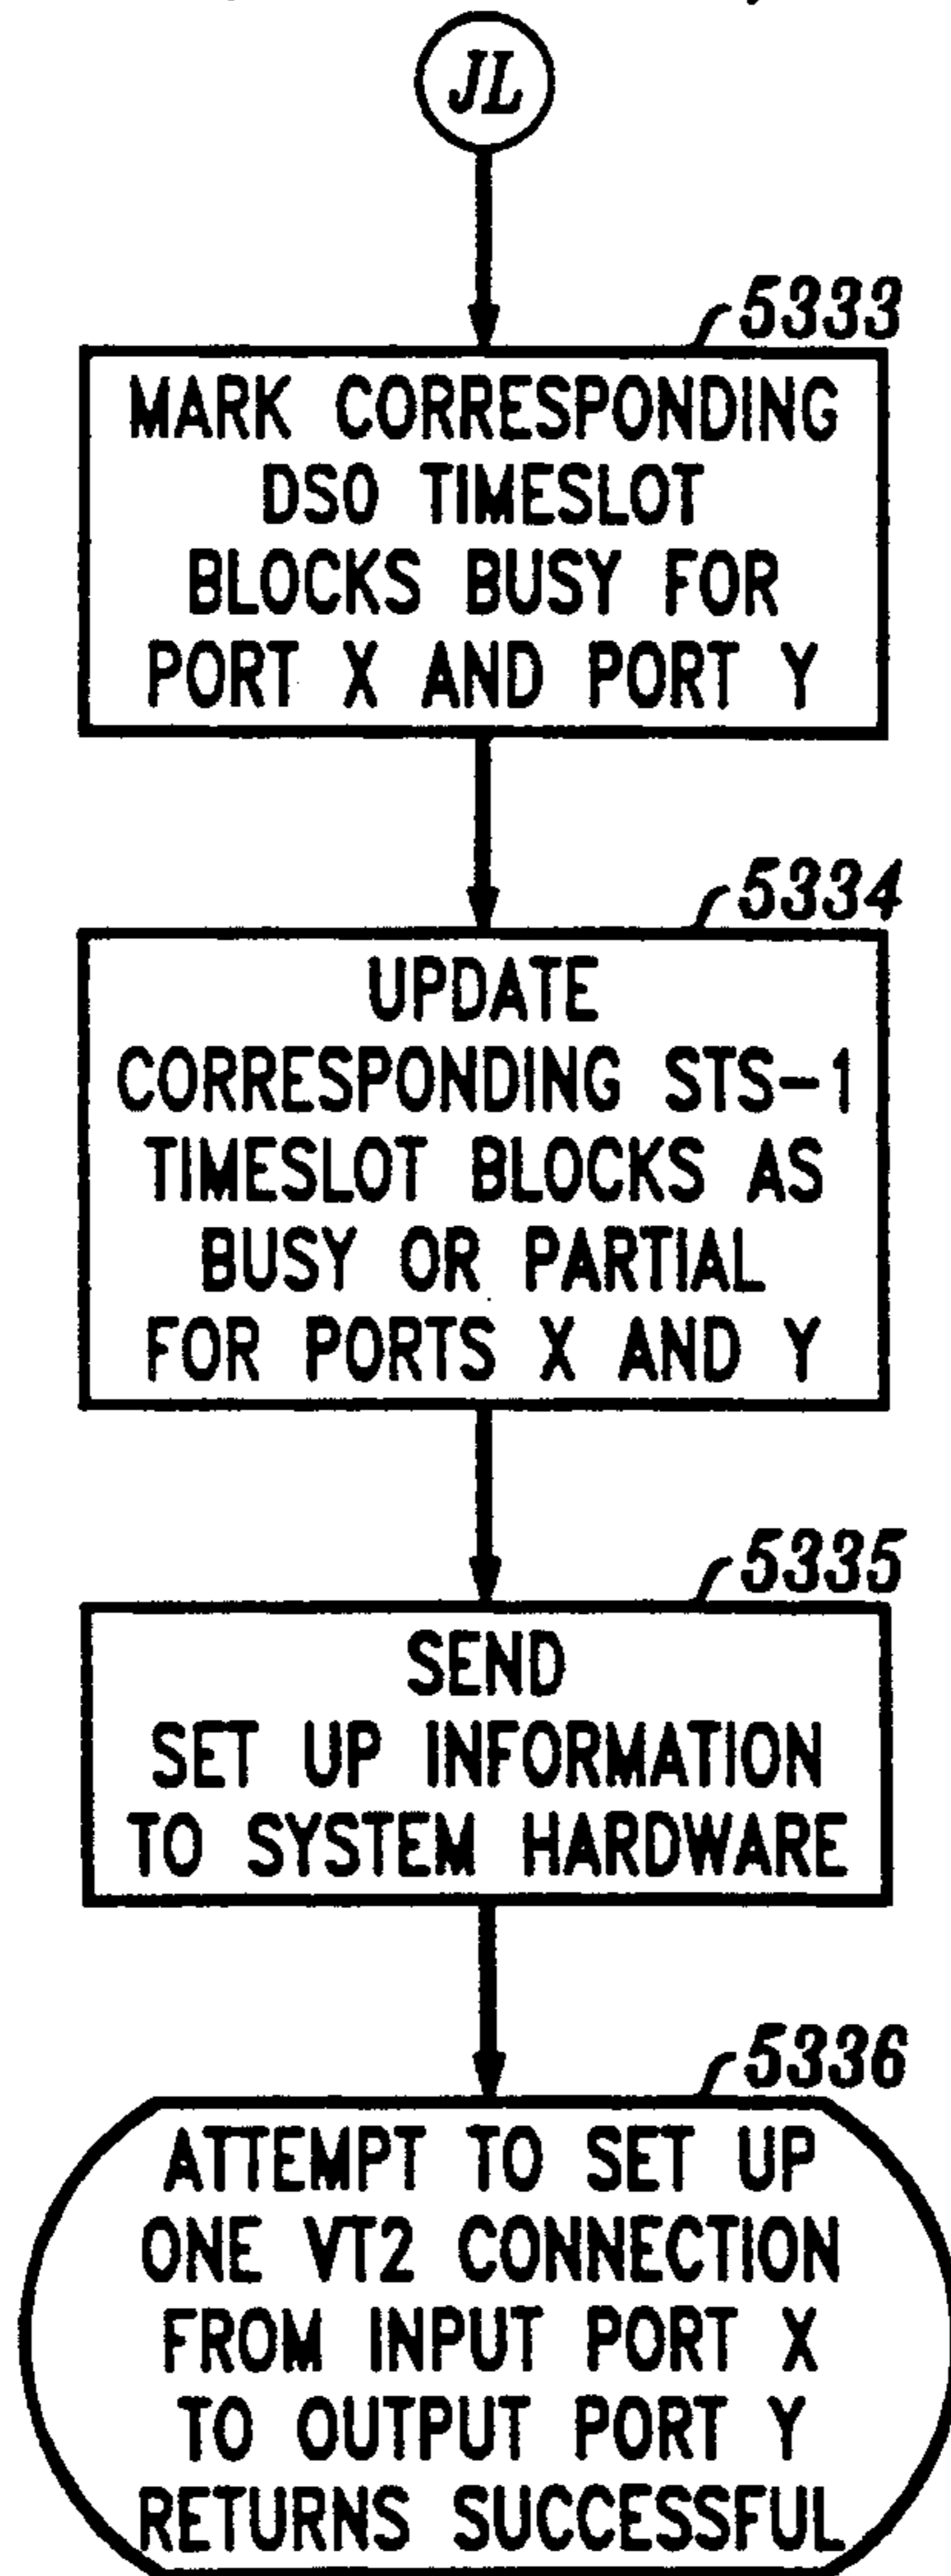 JL
5333
MARK CORRESPONDING
DS0 TIMESLOT
BLOCKS BUSY FOR
PORT X AND PORT Y
5334
UPDATE
CORRESPONDING STS-1
TIMESLOT BLOCKS AS
BUSY OR PARTIAL
FOR PORTS X AND Y
5335
SEND
SET UP INFORMATION
TO SYSTEM HARDWARE
5336
ATTEMPT TO SET UP
ONE VT2 CONNECTION
FROM INPUT PORT X
TO OUTPUT PORT Y
RETURNS SUCCESSFUL